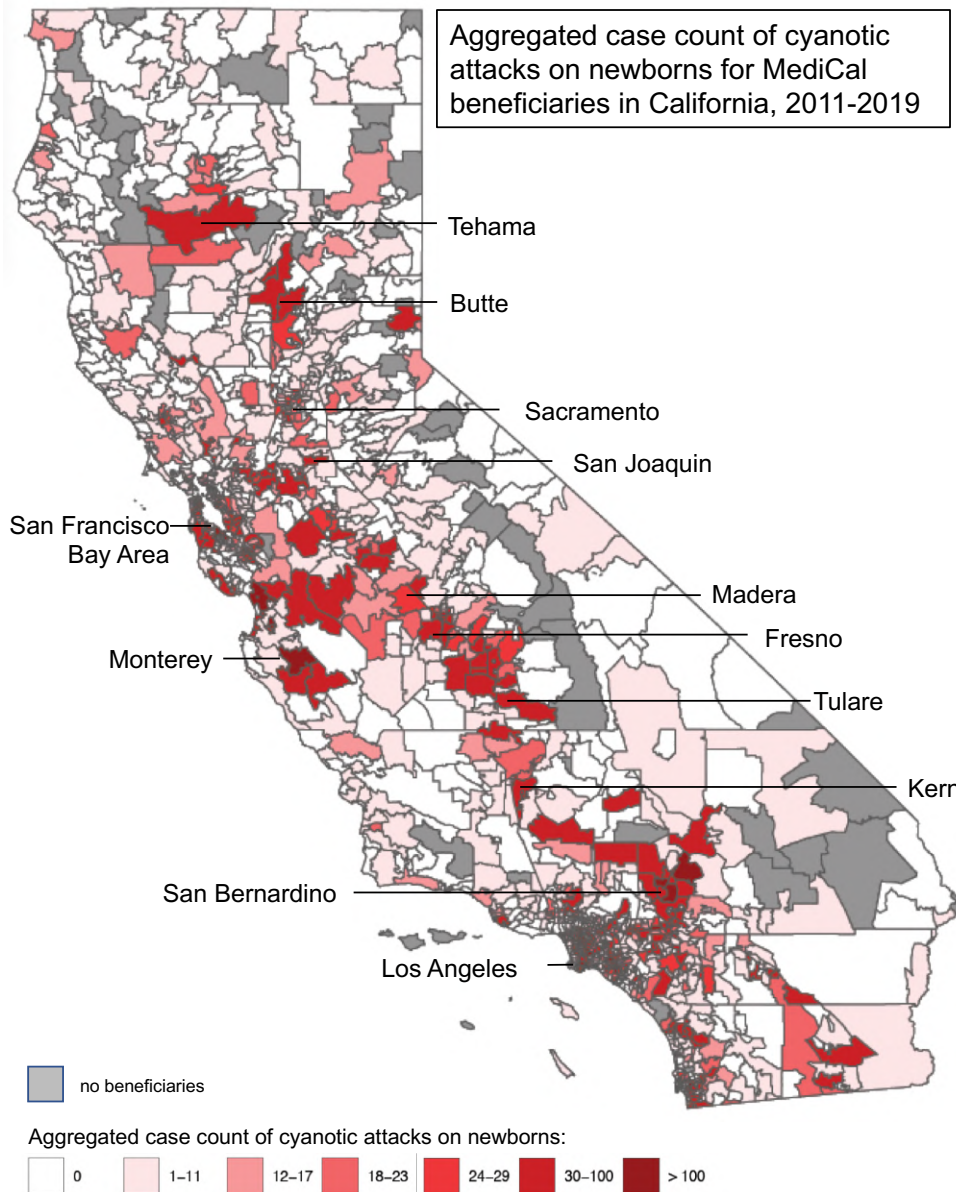 Aggregated case count of cyanotic
attacks on newborns for MediCal
beneficiaries in California, 2011-2019
Tehama
Butte
Sacramento
San Joaquin
San Francisco
Bay Area
Madera
Fresno
Monterey
Tulare
Kern
San Bernardino
Los Angeles
no beneficiaries
Aggregated case count of cyanotic attacks on newborns:
0 1–11 12–17 18–23 24–29 30–100 > 100